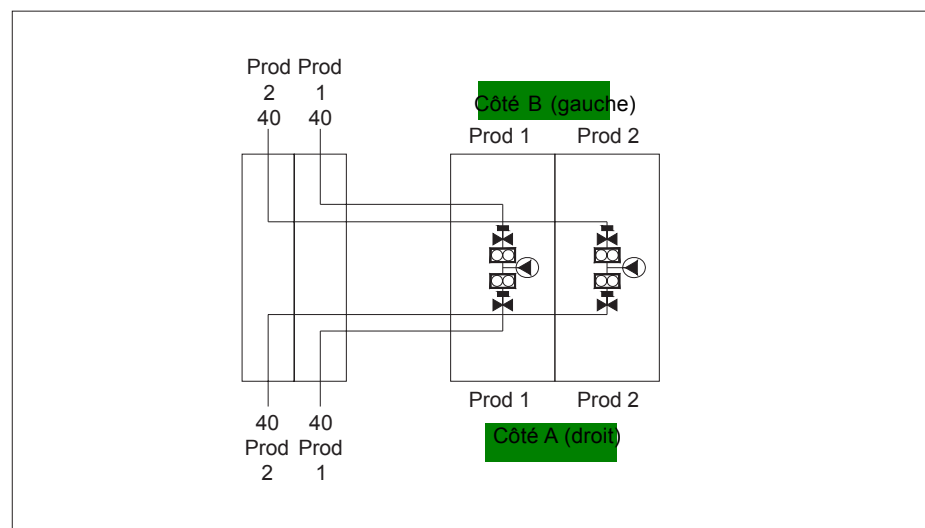 Prod Prod
2 1
40 40
Côté B (gauche)
Prod 1 Prod 2
Prod 1 Prod 2
40 40
Prod Prod
2 1
Côté A (droit)